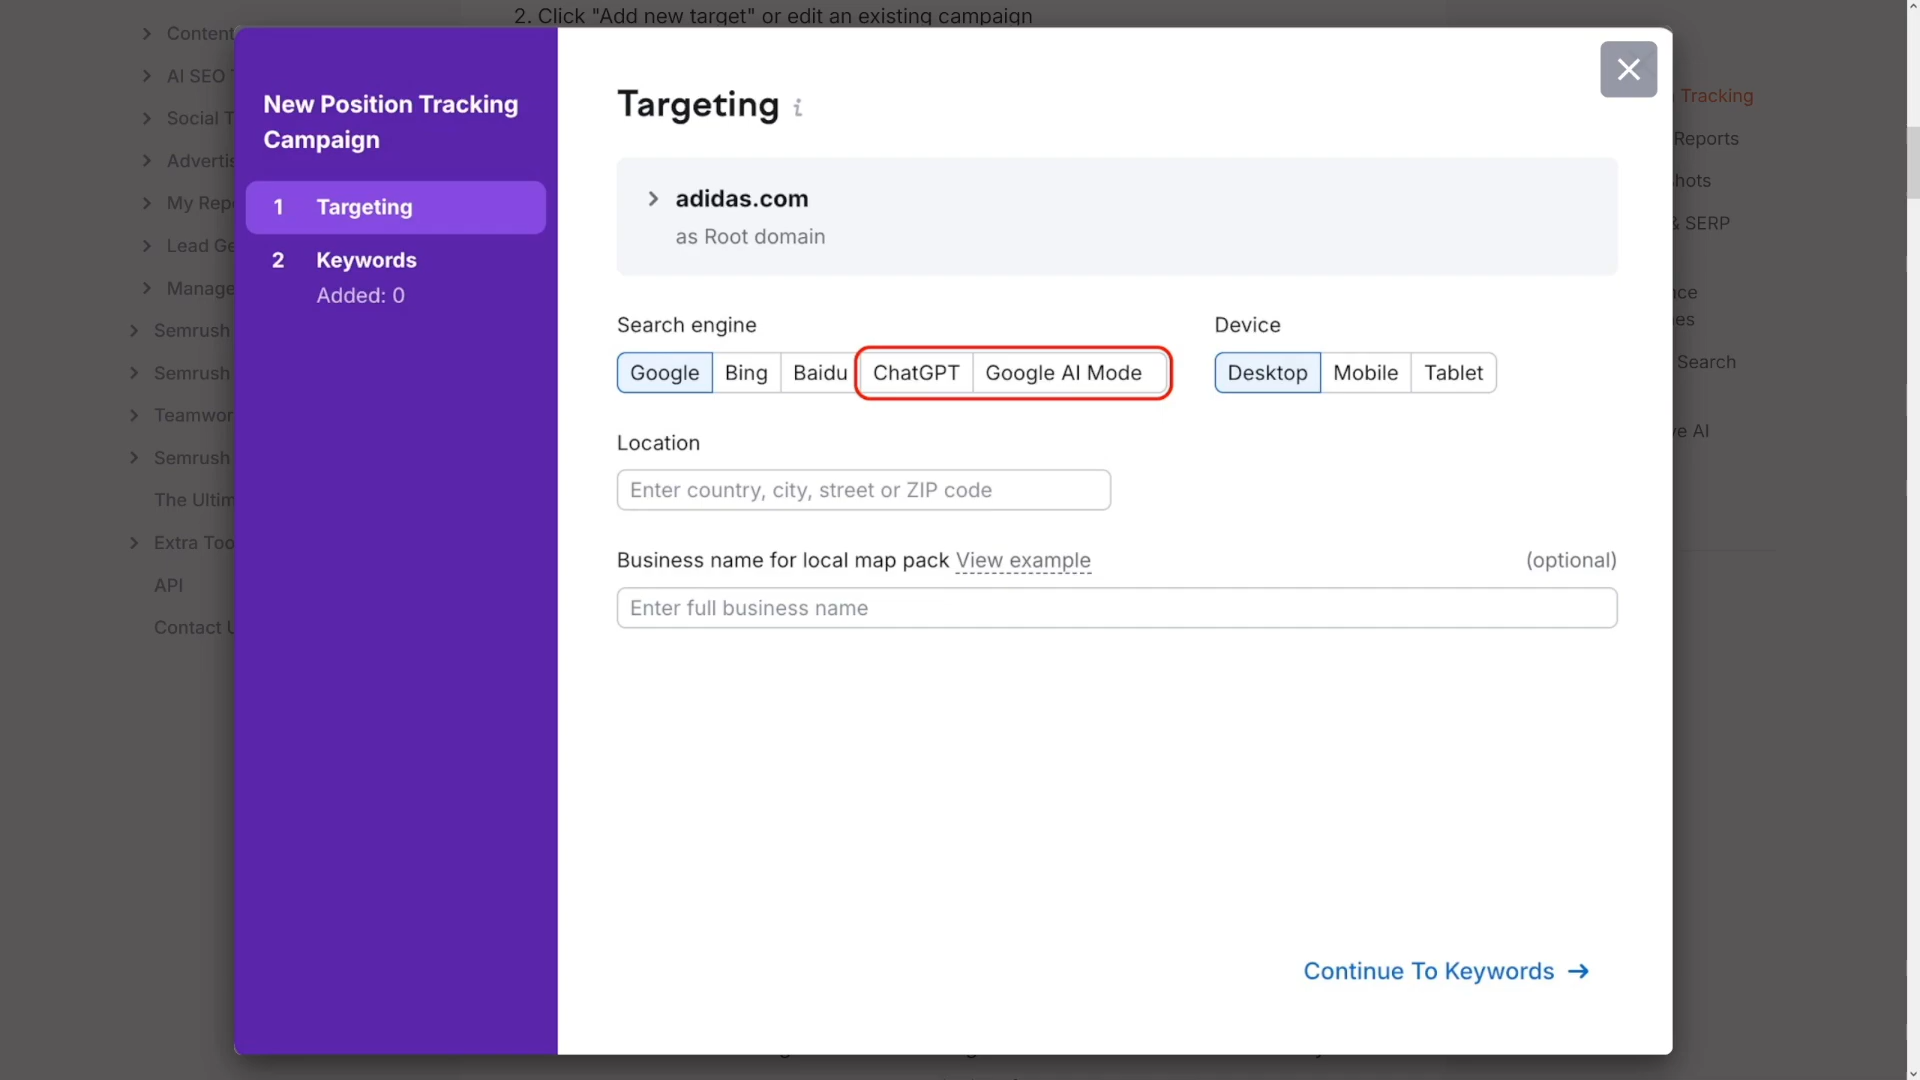 2. Click "Add new target" or edit an existing campaign
Content
AI SEO
Social T
Advertis
My Rep
Lead Ge
Manage
Semrush
Semrush
Teamwor
Semrush
The Ultim
Extra Too
API
Contact U
New Position Tracking
Campaign
1 Targeting
2 Keywords
Added: 0
Targeting i
adidas.com
as Root domain
Search engine
Device
Google Bing Baidu ChatGPT Google AI Mode
Desktop Mobile Tablet
Location
Enter country, city, street or ZIP code
Business name for local map pack View example (optional)
Enter full business name
Continue To Keywords →
Tracking
Reports
hots
& SERP
nce
es
Search
ve AI